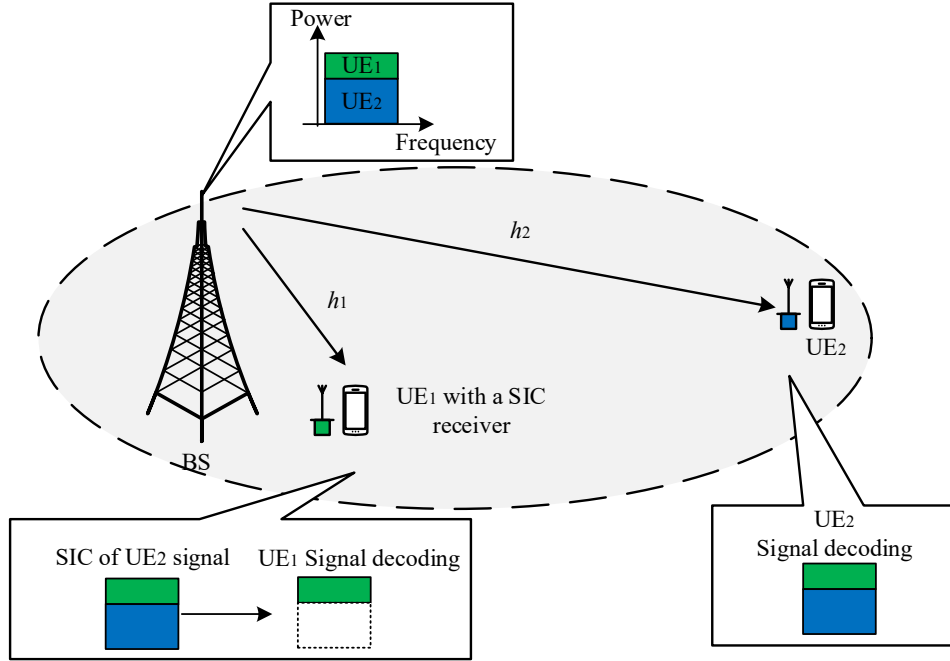 Power
UE1
UE2
Frequency
h2
h1
UE2
UE1 with a SIC
receiver
BS
SIC of UE2 signal
UE1 Signal decoding
UE2
Signal decoding